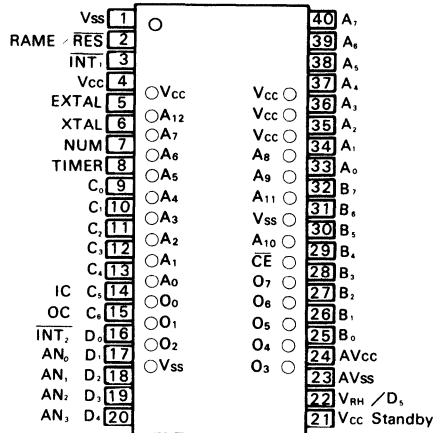 Vss 1
RAME / RES 2
INT₁ 3
Vcc 4
EXTAL 5
XTAL 6
NUM 7
TIMER 8
C₀ 9
C₁ 10
C₂ 11
C₃ 12
C₄ 13
IC C₅ 14
OC C₆ 15
INT₂ D₀ 16
AN₀ D₁ 17
AN₁ D₂ 18
AN₂ D₃ 19
AN₃ D₄ 20
Vcc
A₁₂
A₇
A₆
A₅
A₄
A₃
A₂
A₁
A₀
O₀
O₁
O₂
Vss
Vcc
Vcc
Vcc
A₈
A₉
A₁₁
Vss
A₁₀
CE
O₇
O₆
O₅
O₄
O₃
40 A₇
39 A₆
38 A₅
37 A₄
36 A₃
35 A₂
34 A₁
33 A₀
32 B₇
31 B₆
30 B₅
29 B₄
28 B₃
27 B₂
26 B₁
25 B₀
24 AVcc
23 AVss
22 VRH / D₅
21 Vcc Standby